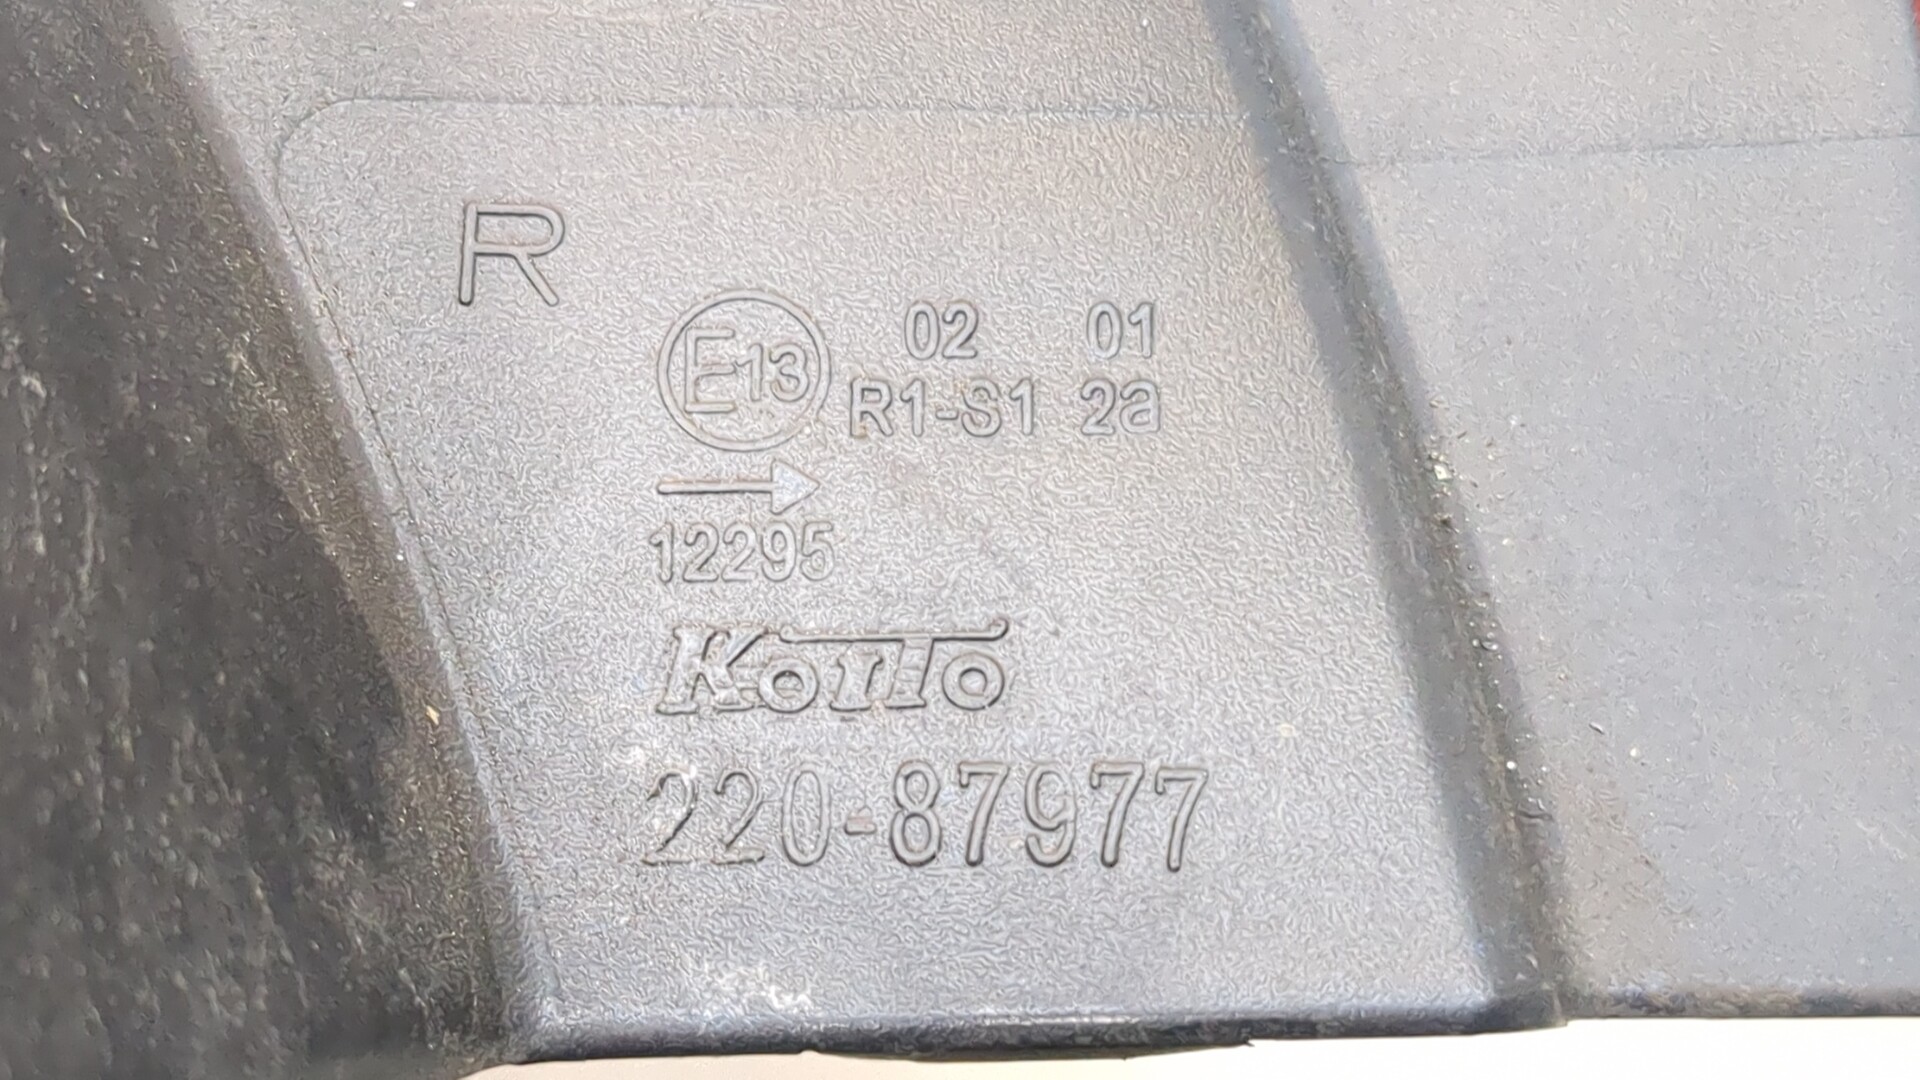 R
02 01
E13 R1-S1 2a
→
12295
KOITO
220-87977